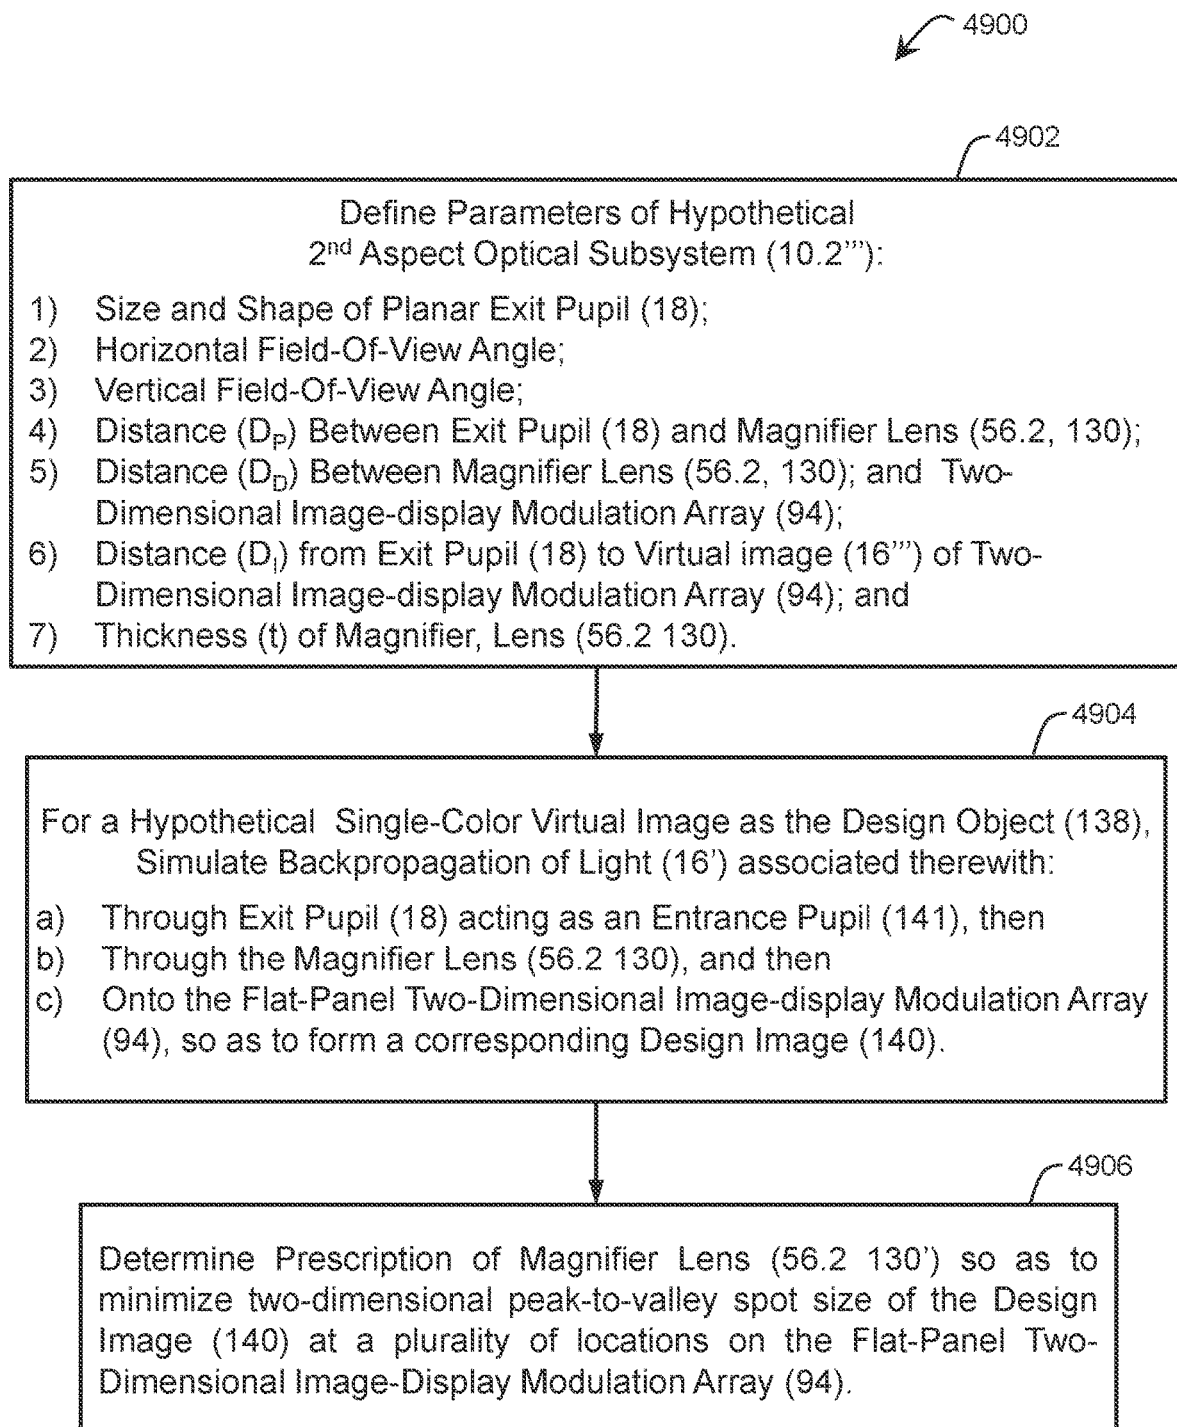 4900
4902
Define Parameters of Hypothetical
2nd Aspect Optical Subsystem (10.2’’’):
1) Size and Shape of Planar Exit Pupil (18);
2) Horizontal Field-Of-View Angle;
3) Vertical Field-Of-View Angle;
4) Distance (DP) Between Exit Pupil (18) and Magnifier Lens (56.2, 130);
5) Distance (DD) Between Magnifier Lens (56.2, 130); and Two-
Dimensional Image-display Modulation Array (94);
6) Distance (DI) from Exit Pupil (18) to Virtual image (16’’’) of Two-
Dimensional Image-display Modulation Array (94); and
7) Thickness (t) of Magnifier, Lens (56.2 130).
4904
For a Hypothetical Single-Color Virtual Image as the Design Object (138),
Simulate Backpropagation of Light (16’) associated therewith:
a) Through Exit Pupil (18) acting as an Entrance Pupil (141), then
b) Through the Magnifier Lens (56.2 130), and then
c) Onto the Flat-Panel Two-Dimensional Image-display Modulation Array
(94), so as to form a corresponding Design Image (140).
4906
Determine Prescription of Magnifier Lens (56.2 130’) so as to
minimize two-dimensional peak-to-valley spot size of the Design
Image (140) at a plurality of locations on the Flat-Panel Two-
Dimensional Image-Display Modulation Array (94).